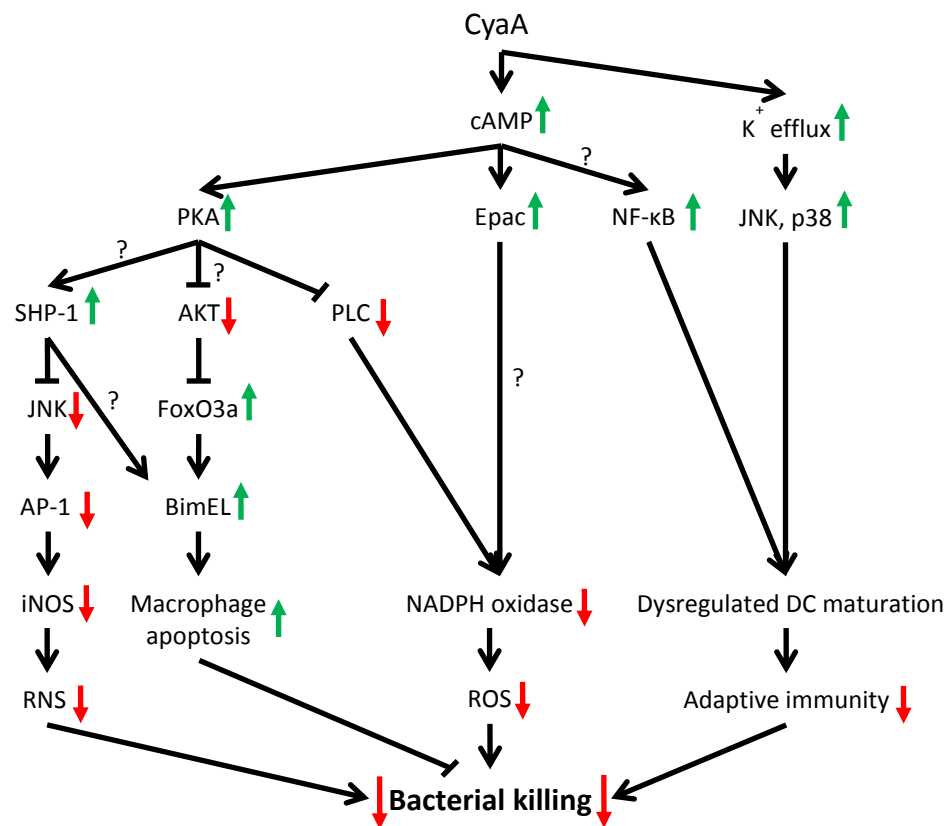 CyaA
cAMP
K+ efflux
?
PKA
Epac
NF-κB
JNK, p38
?
?
SHP-1
AKT
PLC
?
JNK
?
FoxO3a
AP-1
BimEL
iNOS
Macrophage
apoptosis
NADPH oxidase
Dysregulated DC maturation
RNS
ROS
Adaptive immunity
Bacterial killing